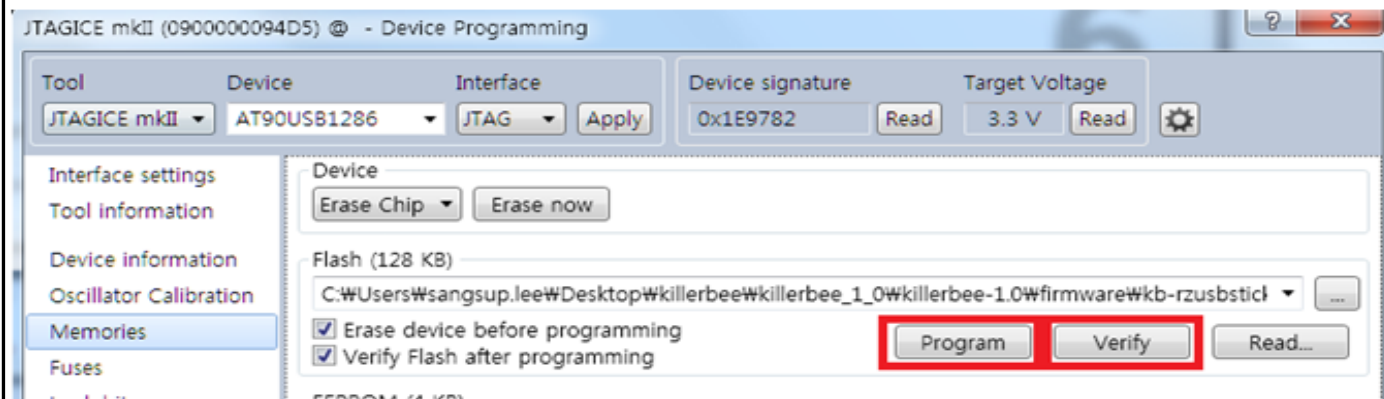 JTAGICE mkII (0900000094D5) @  - Device Programming
Tool Device Interface Device signature Target Voltage
JTAGICE mkII AT90USB1286 JTAG Apply 0x1E9782 Read 3.3 V Read
Interface settings
Tool information
Device information
Oscillator Calibration
Memories
Fuses
Device
Erase Chip Erase now
Flash (128 KB)
C:₩Users₩sangsup.lee₩Desktop₩killerbee₩killerbee_1_0₩killerbee-1.0₩firmware₩kb-rzusbstick ...
Erase device before programming
Verify Flash after programming
Program Verify Read...